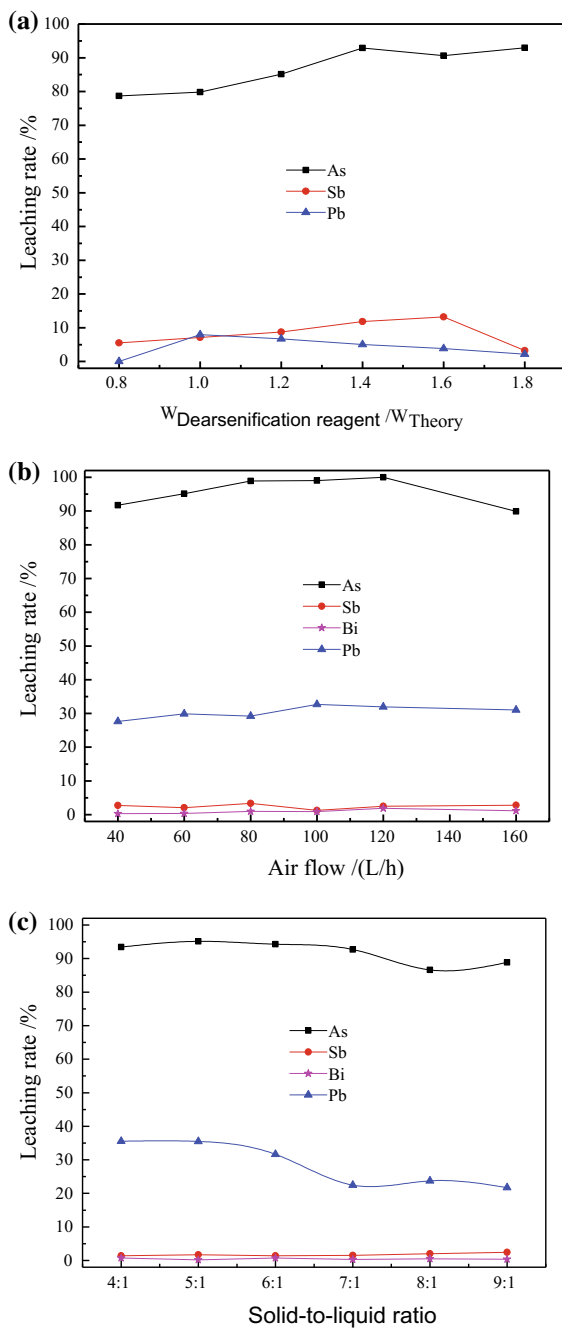 (a)
100
90
80
70
60
50
40
30
20
10
0
Leaching rate /%
As
Sb
Pb
0.8 1.0 1.2 1.4 1.6 1.8
WDearsenification reagent /WTheory
(b)
100
90
80
70
60
50
40
30
20
10
0
Leaching rate /%
As
Sb
Bi
Pb
40 60 80 100 120 140 160
Air flow /(L/h)
(c)
100
90
80
70
60
50
40
30
20
10
0
Leaching rate /%
As
Sb
Bi
Pb
4:1 5:1 6:1 7:1 8:1 9:1
Solid-to-liquid ratio